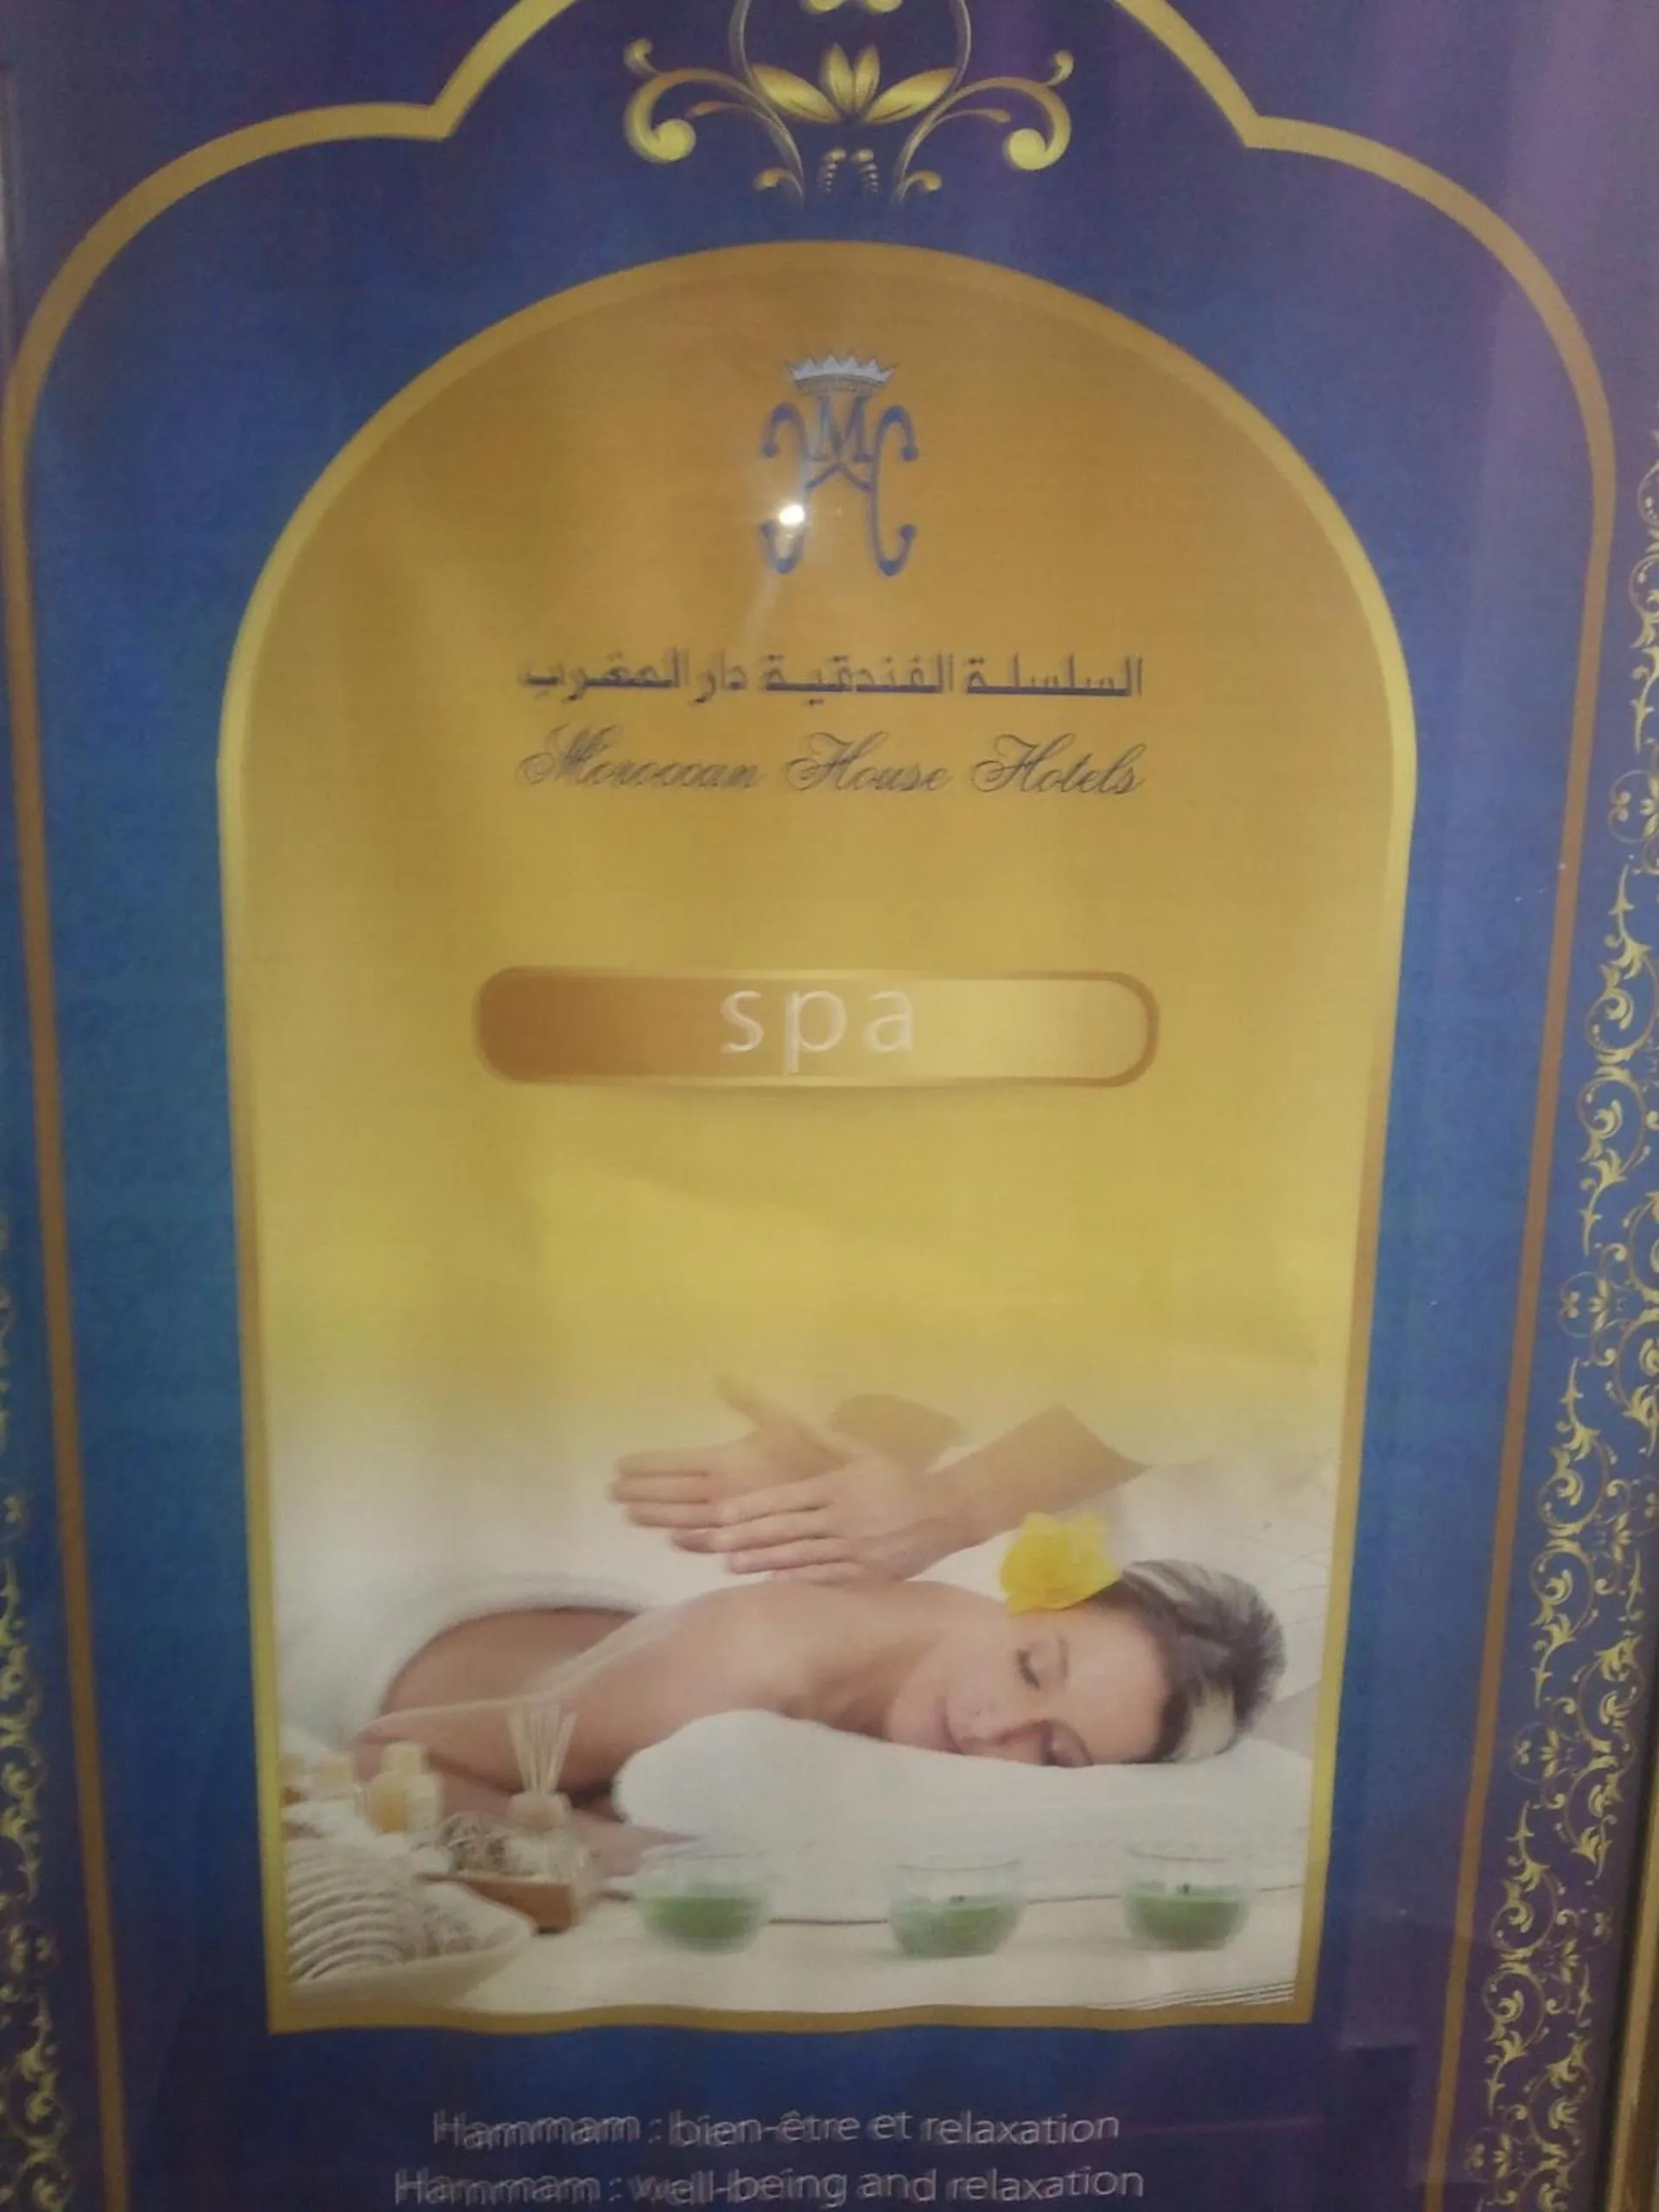 السلسلة الفندقية دار المغرب
Moroccan House Hotels
spa
Hammam : bien-être et relaxation
Hammam : well-being and relaxation